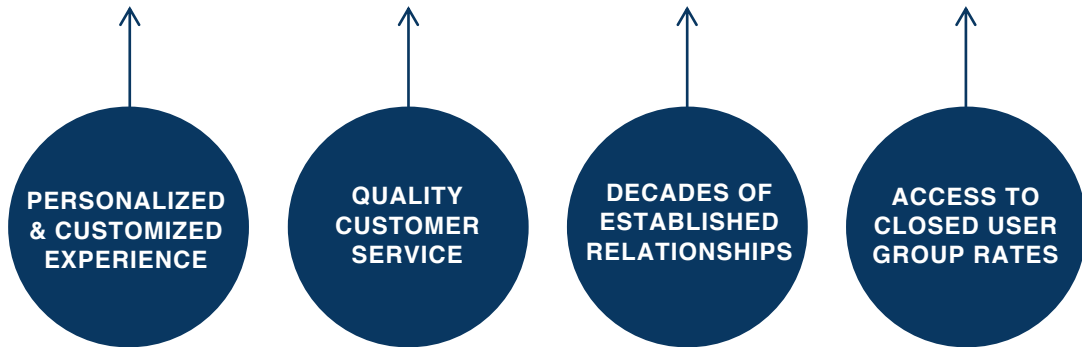 PERSONALIZED
& CUSTOMIZED
EXPERIENCE
QUALITY
CUSTOMER
SERVICE
DECADES OF
ESTABLISHED
RELATIONSHIPS
ACCESS TO
CLOSED USER
GROUP RATES